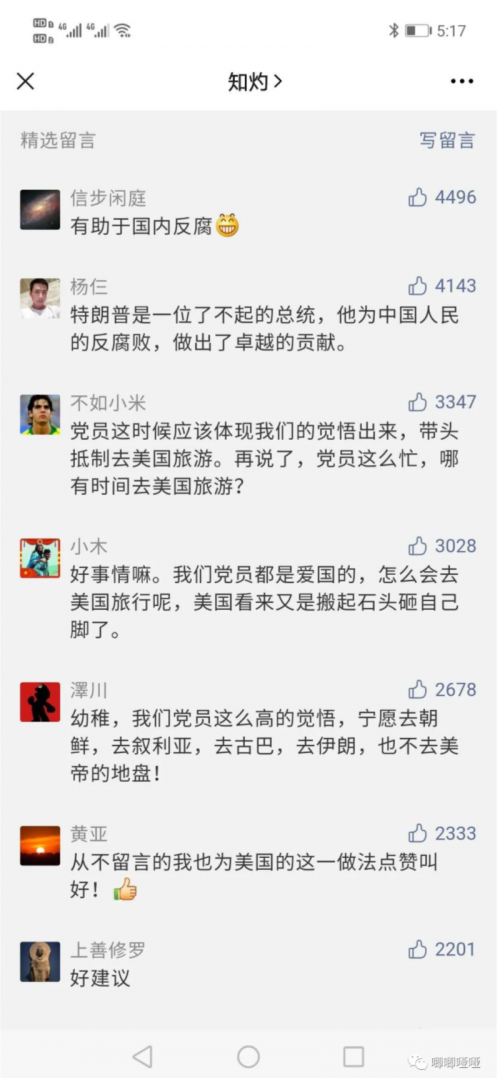 4G 4G 5:17
知灼
精选留言 写留言
信步闲庭 4496
有助于国内反腐
杨仨 4143
特朗普是一位了不起的总统，他为中国人民
的反腐败，做出了卓越的贡献。
不如小米 3347
党员这时候应该体现我们的觉悟出来，带头
抵制去美国旅游。再说了，党员这么忙，哪
有时间去美国旅游？
小木 3028
好事情嘛。我们党员都是爱国的，怎么会去
美国旅行呢，美国看来又是搬起石头砸自己
脚了。
澤川 2678
幼稚，我们党员这么高的觉悟，宁愿去朝
鲜，去叙利亚，去古巴，去伊朗，也不去美
帝的地盘！
黄亚 2333
从不留言的我也为美国的这一做法点赞叫
好！
上善修罗 2201
好建议
唧唧哑哑